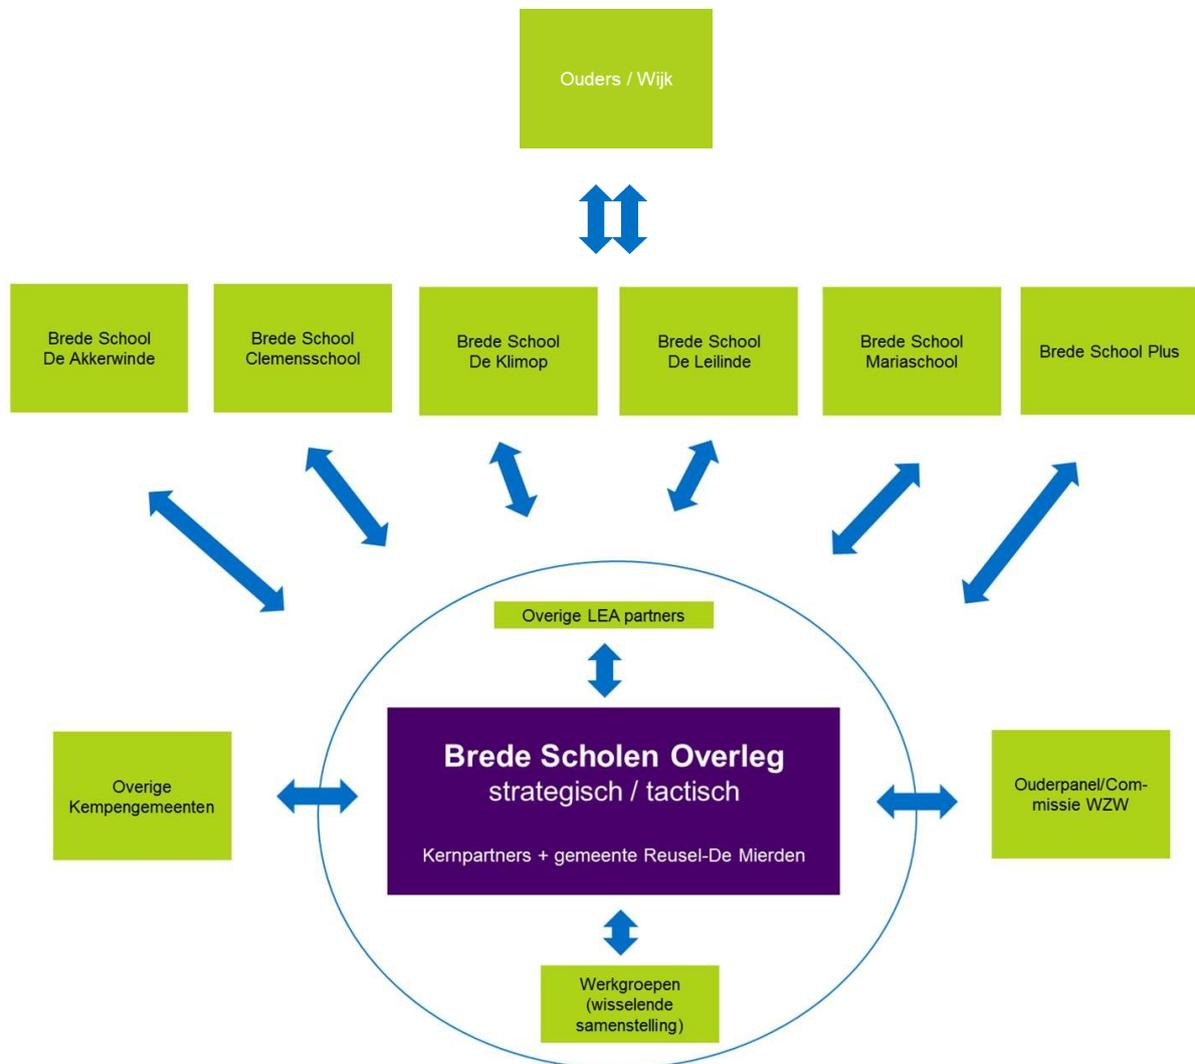 Ouders / Wijk
Brede School
De Akkerwinde
Brede School
Clemensschool
Brede School
De Klimop
Brede School
De Leilinde
Brede School
Mariaschool
Brede School Plus
Overige LEA partners
Overige
Kempengemeenten
Brede Scholen Overleg
strategisch / tactisch
Kernpartners + gemeente Reusel-De Mierden
Ouderpanel/Com-
missie WZW
Werkgroepen
(wisselende
samenstelling)